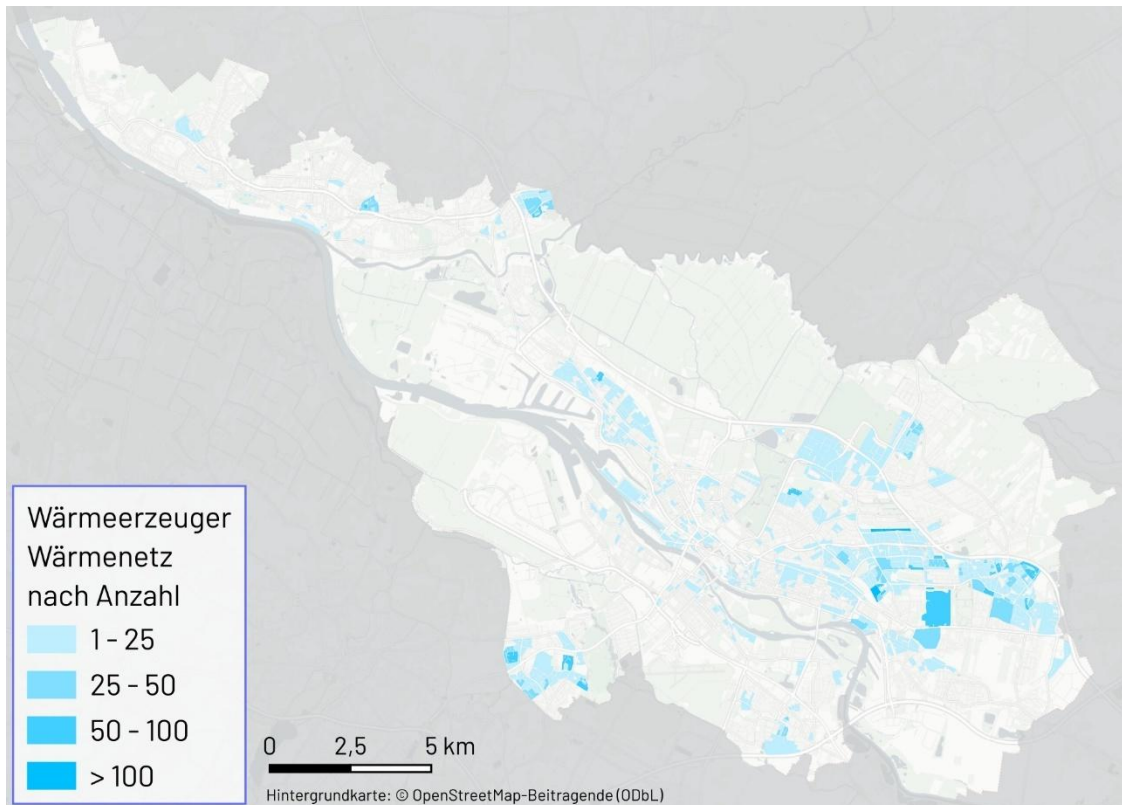 Wärmeerzeuger
Wärmenetz
nach Anzahl
1 - 25
25 - 50
50 - 100
> 100
0 2,5 5 km
Hintergrundkarte: © OpenStreetMap-Beitragende (ODbL)